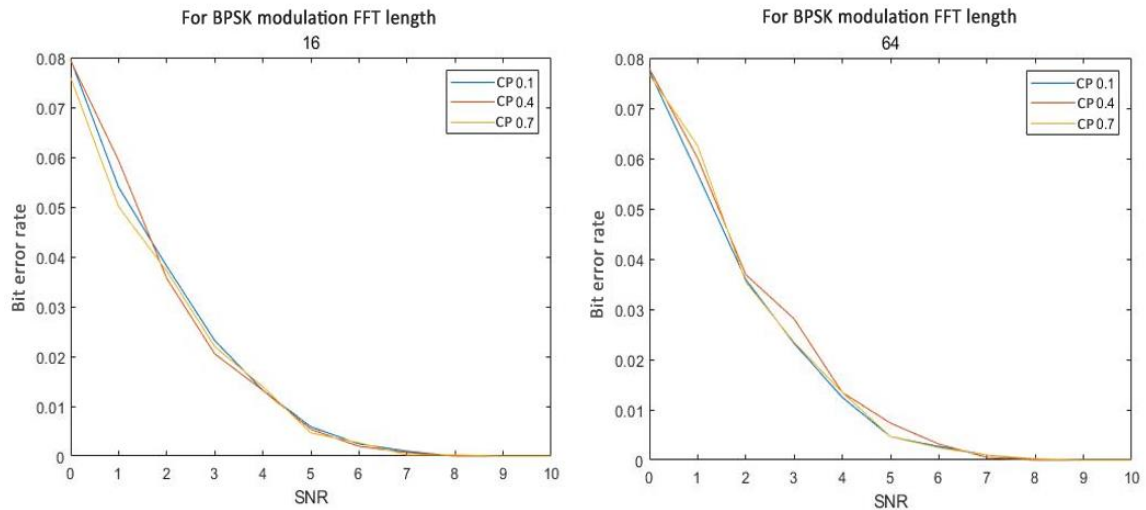 For BPSK modulation FFT length
16
0.08
0.07
0.06
0.05
0.04
0.03
0.02
0.01
0
Bit error rate
0 1 2 3 4 5 6 7 8 9 10
SNR
CP 0.1
CP 0.4
CP 0.7
For BPSK modulation FFT length
64
0.08
0.07
0.06
0.05
0.04
0.03
0.02
0.01
0
Bit error rate
0 1 2 3 4 5 6 7 8 9 10
SNR
CP 0.1
CP 0.4
CP 0.7